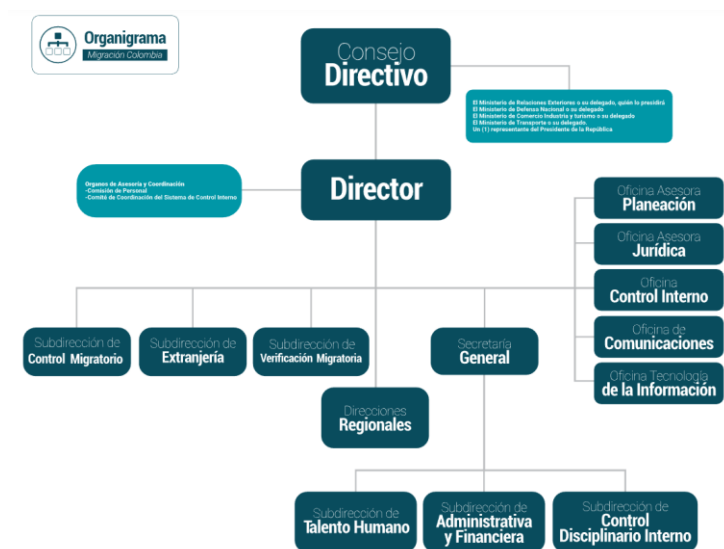 Organigrama
Migración Colombia
Consejo
Directivo
El Ministerio de Relaciones Exteriores o su delegado, quién lo presidirá
El Ministerio de Defensa Nacional o su delegado
El Ministerio de Comercio Industria y turismo o su delegado
El Ministerio de Transporte o su delegado.
Un (1) representante del Presidente de la República
Organos de Asesoría y Coordinación
-Comisión de Personal
-Comité de Coordinación del Sistema de Control Interno
Director
Oficina Asesora
Planeación
Oficina Asesora
Jurídica
Oficina
Control Interno
Oficina de
Comunicaciones
Oficina Tecnología
de la Información
Subdirección de
Control Migratorio
Subdirección de
Extranjería
Subdirección de
Verificación Migratoria
Secretaría
General
Direcciones
Regionales
Subdirección de
Talento Humano
Subdirección de
Administrativa
y Financiera
Subdirección de
Control
Disciplinario Interno